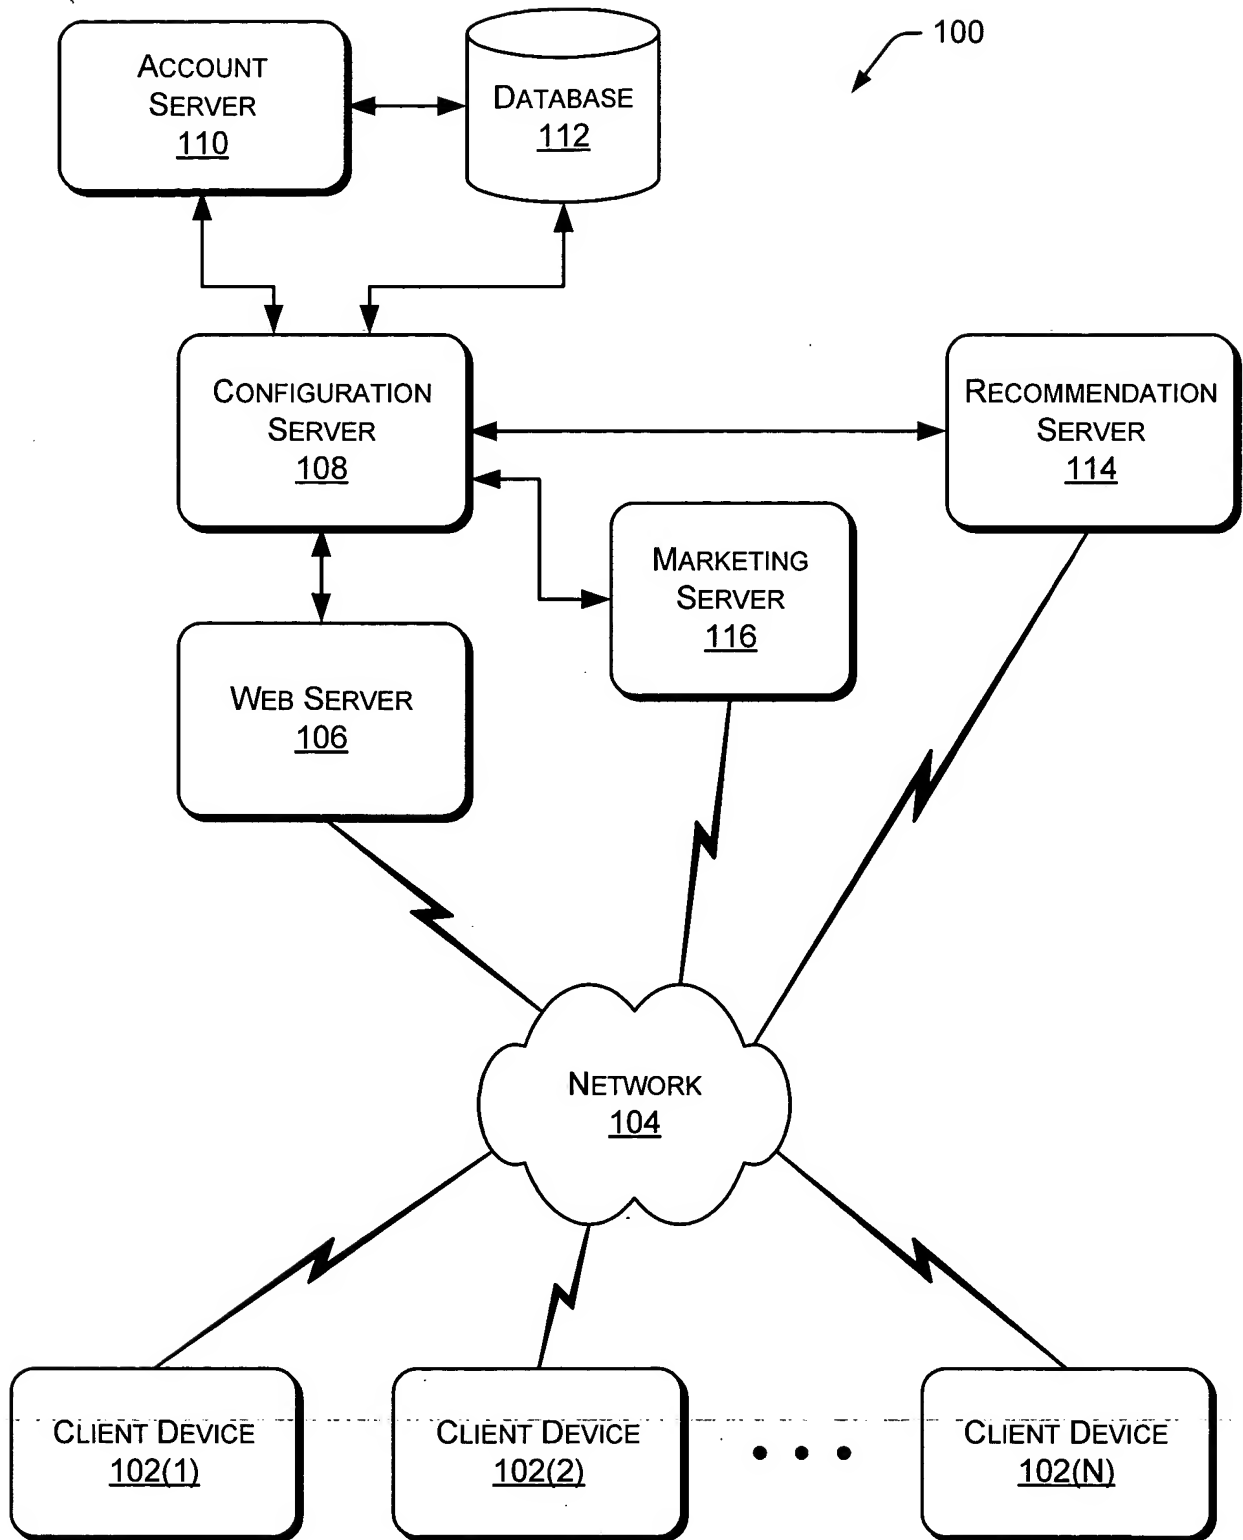 100
ACCOUNT
SERVER
110
DATABASE
112
CONFIGURATION
SERVER
108
RECOMMENDATION
SERVER
114
MARKETING
SERVER
116
WEB SERVER
106
NETWORK
104
CLIENT DEVICE
102(1)
CLIENT DEVICE
102(2)
CLIENT DEVICE
102(N)